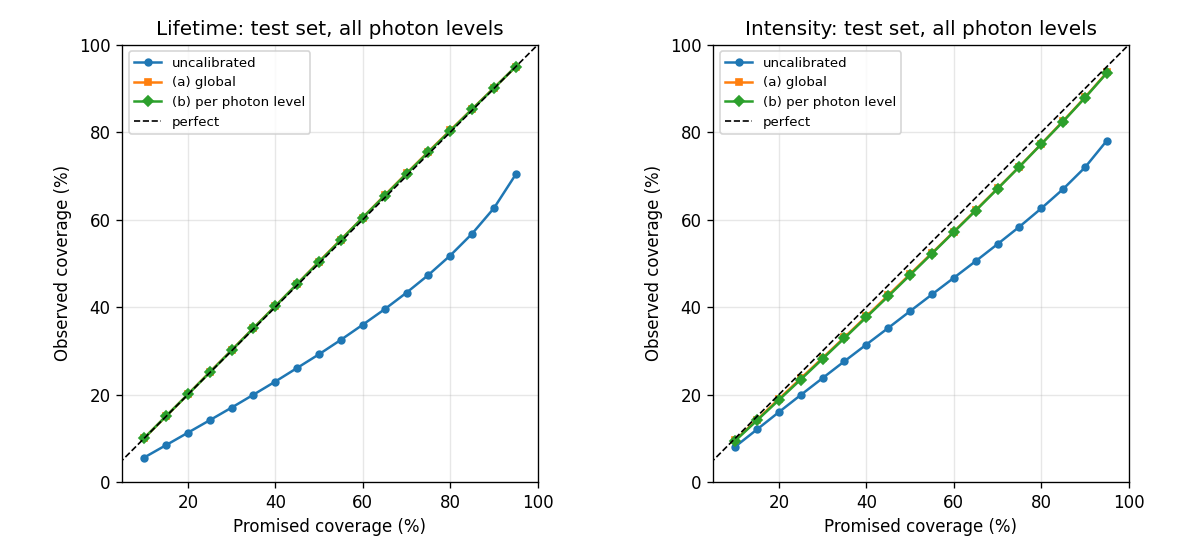 Lifetime: test set, all photon levels
100
80
60
40
20
0
Observed coverage (%)
uncalibrated
(a) global
(b) per photon level
perfect
20 40 60 80 100
Promised coverage (%)
Intensity: test set, all photon levels
100
80
60
40
20
0
Observed coverage (%)
uncalibrated
(a) global
(b) per photon level
perfect
20 40 60 80 100
Promised coverage (%)